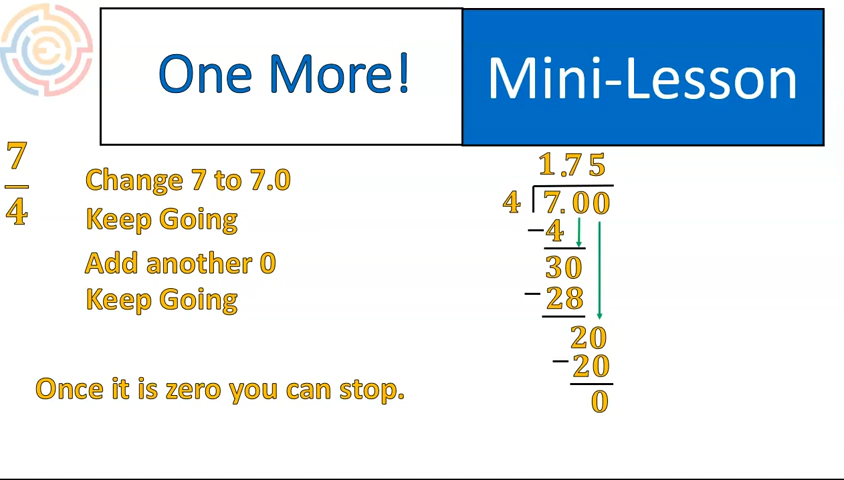 One More!
Mini-Lesson
7
4
Change 7 to 7.0
Keep Going
Add another 0
Keep Going
Once it is zero you can stop.
1.75
4 7.00
−4
30
−28
20
−20
0